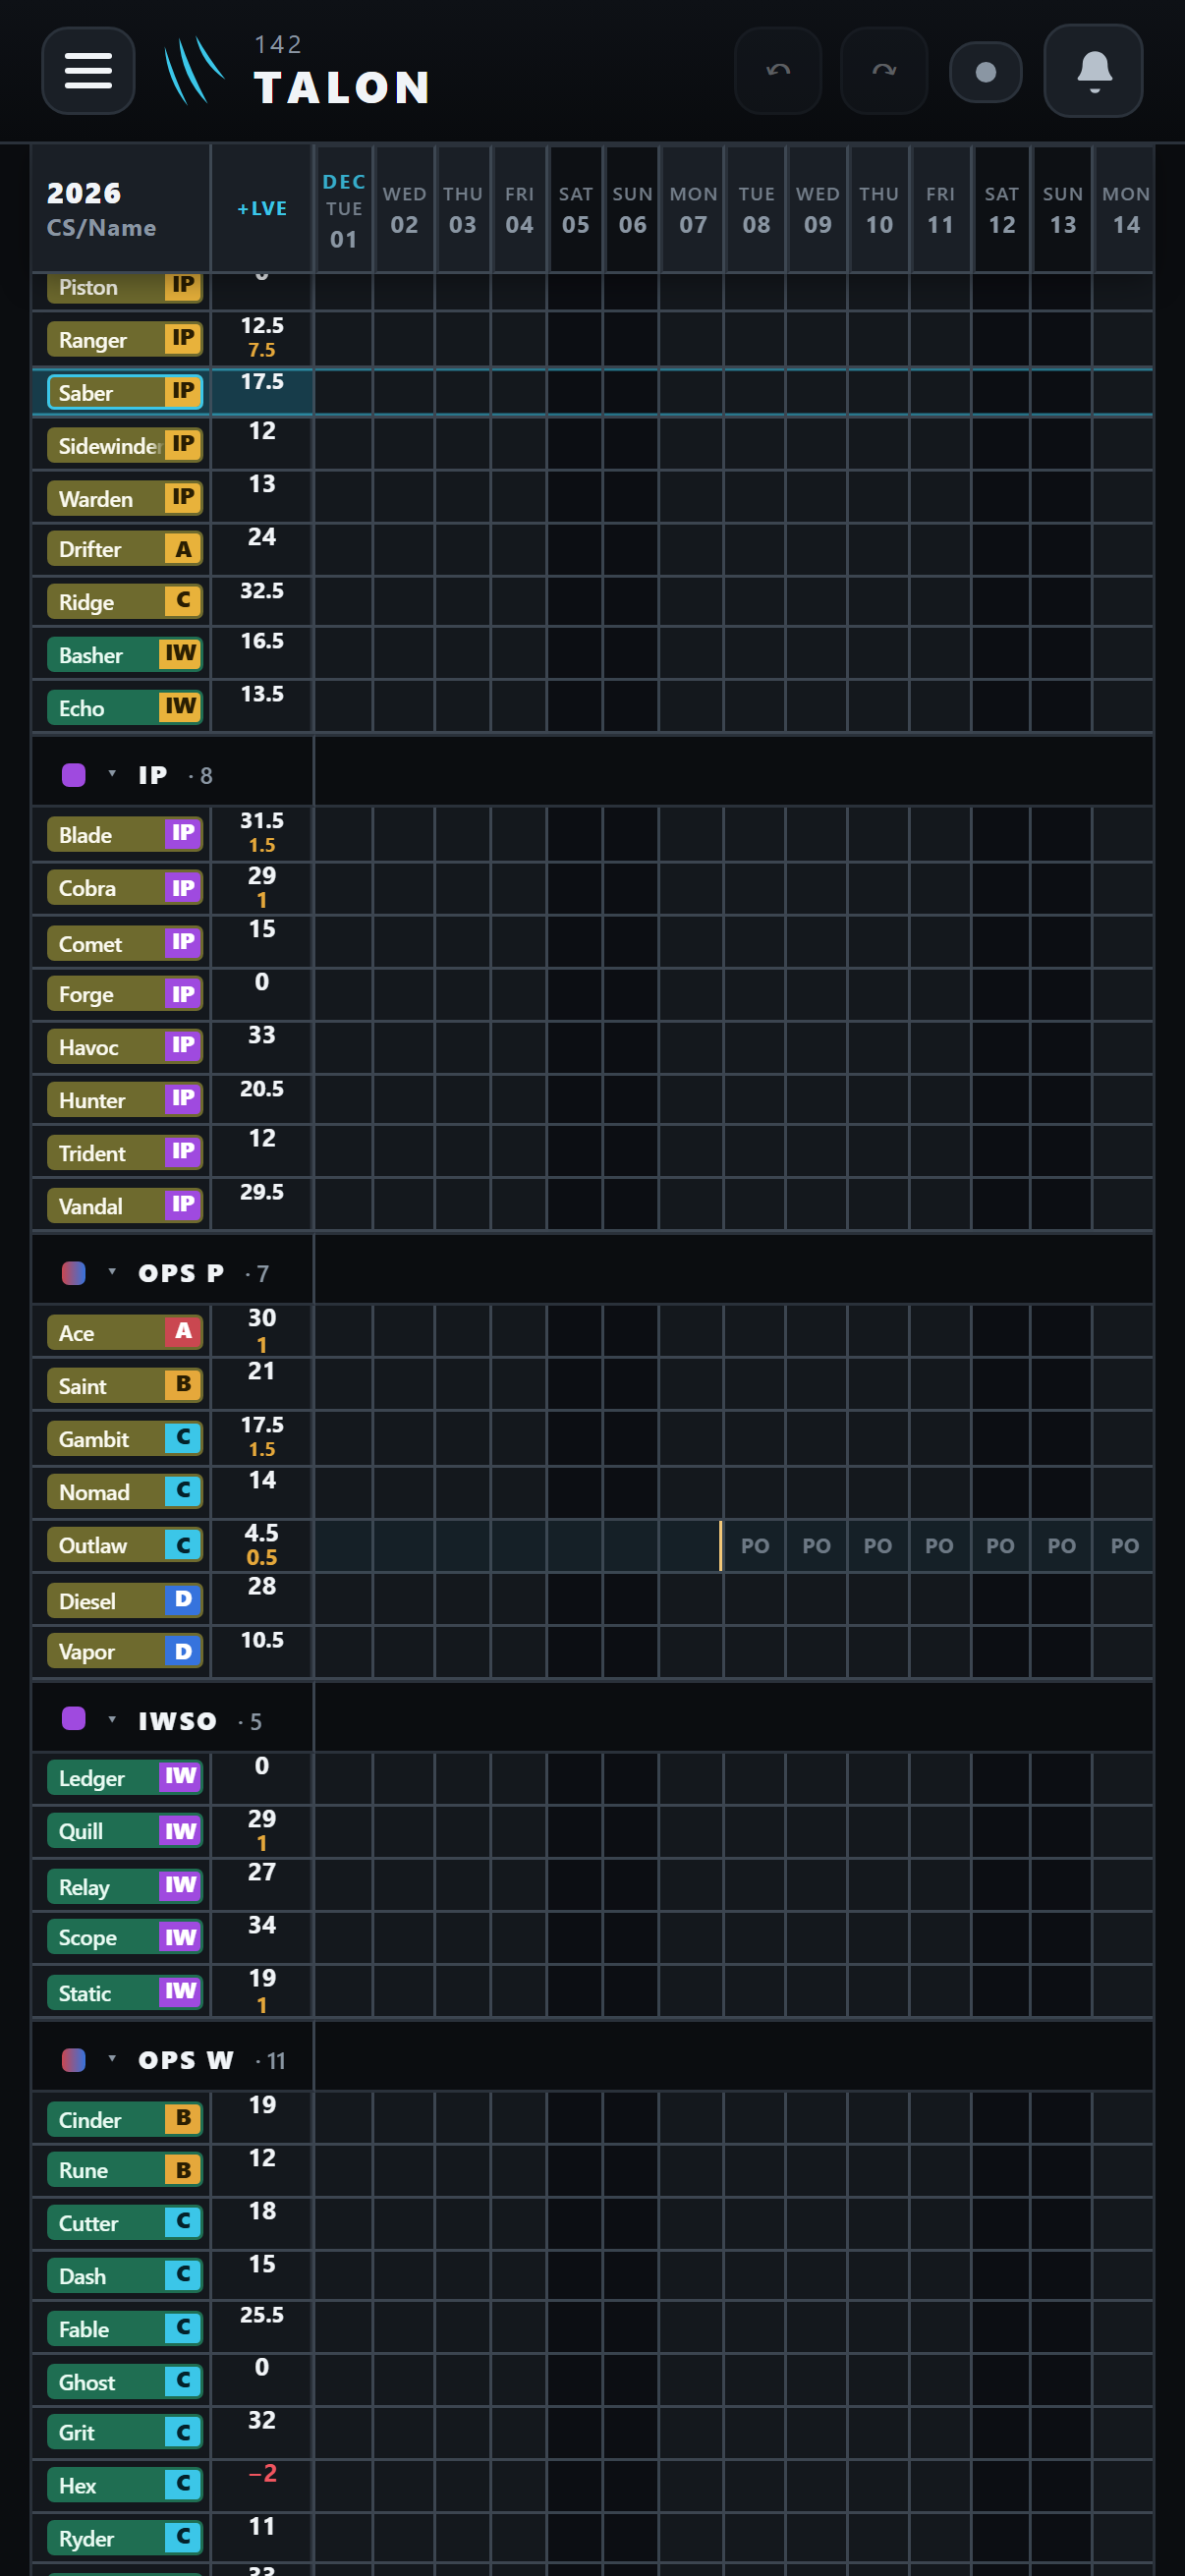 142
TALON
2026
CS/Name
+LVE
DEC
TUE 01
WED 02
THU 03
FRI 04
SAT 05
SUN 06
MON 07
TUE 08
WED 09
THU 10
FRI 11
SAT 12
SUN 13
MON 14
Piston IP
Ranger IP 12.5
7.5
Saber IP 17.5
Sidewinder IP 12
Warden IP 13
Drifter A 24
Ridge C 32.5
Basher IW 16.5
Echo IW 13.5
IP · 8
Blade IP 31.5
1.5
Cobra IP 29
1
Comet IP 15
Forge IP 0
Havoc IP 33
Hunter IP 20.5
Trident IP 12
Vandal IP 29.5
OPS P · 7
Ace A 30
1
Saint B 21
Gambit C 17.5
1.5
Nomad C 14
Outlaw C 4.5 PO PO PO PO PO PO PO
0.5
Diesel D 28
Vapor D 10.5
IWSO · 5
Ledger IW 0
Quill IW 29
1
Relay IW 27
Scope IW 34
Static IW 19
1
OPS W · 11
Cinder B 19
Rune B 12
Cutter C 18
Dash C 15
Fable C 25.5
Ghost C 0
Grit C 32
Hex C −2
Ryder C 11